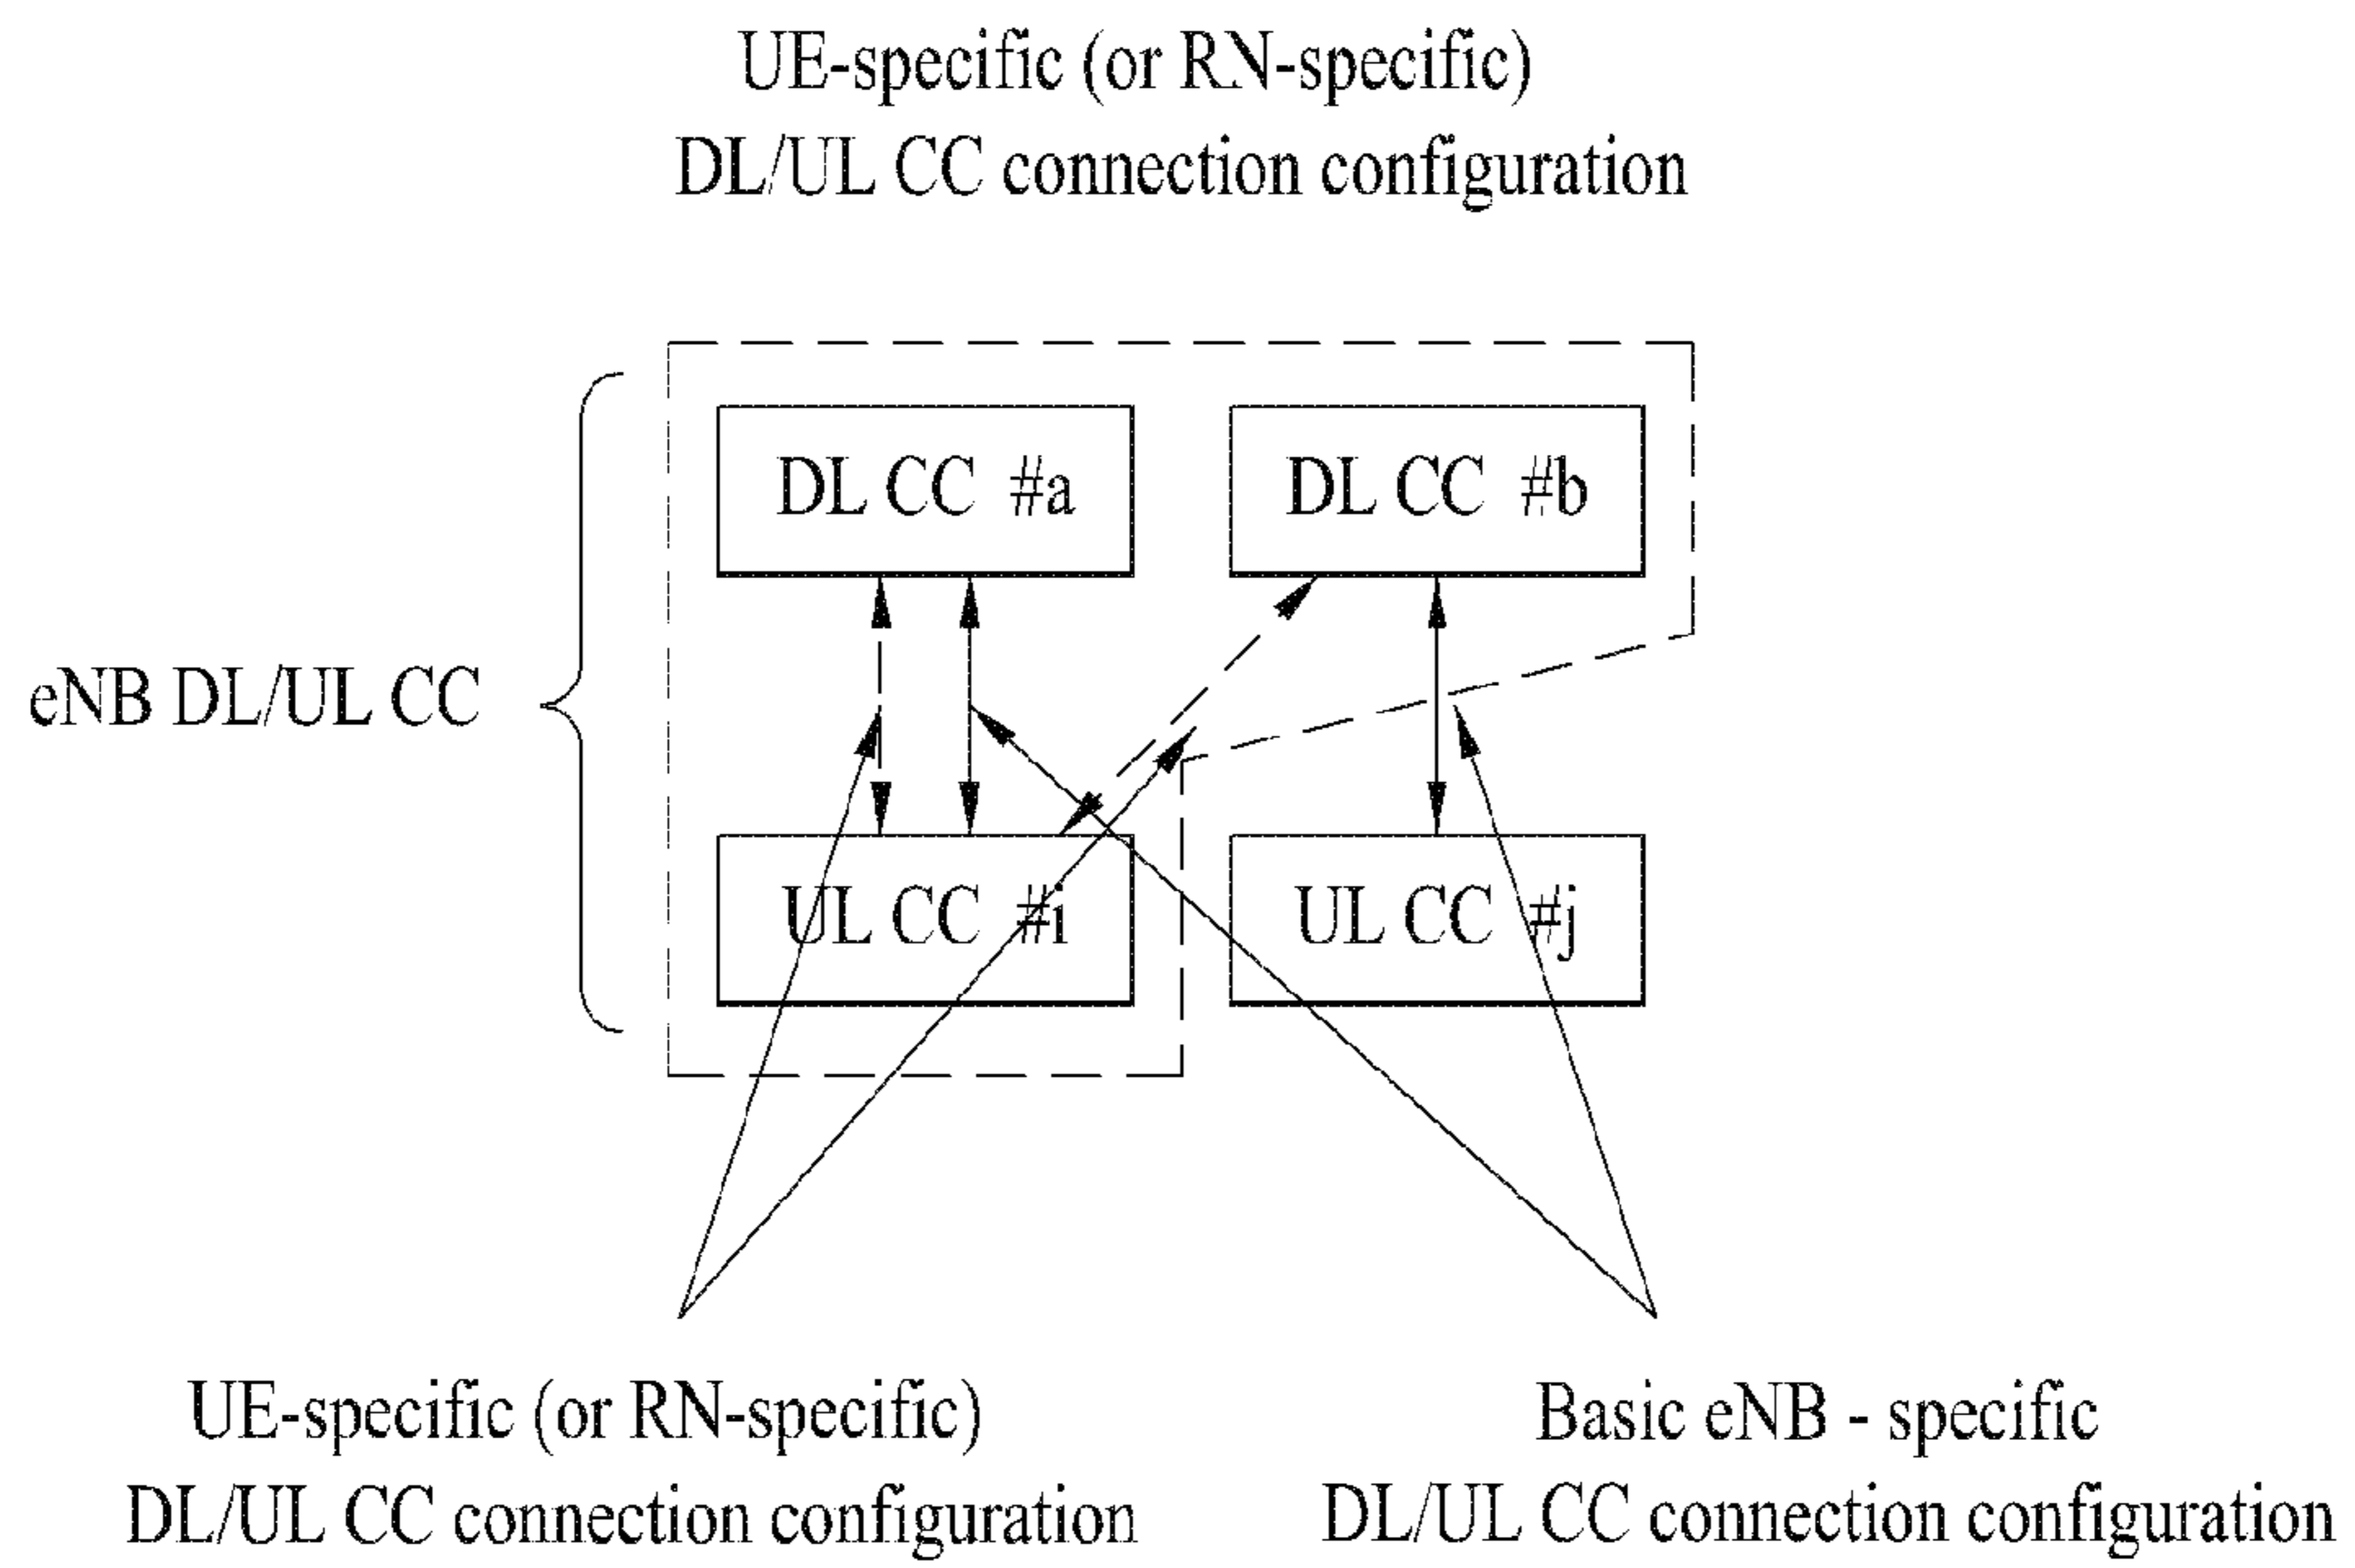 UE-specific (or RN-specific)
DL/UL CC connection configuration
DL CC #a
DL CC #b
eNB DL/UL CC
UL CC #i
UL CC #j
UE-specific (or RN-specific)
DL/UL CC connection configuration
Basic eNB - specific
DL/UL CC connection configuration